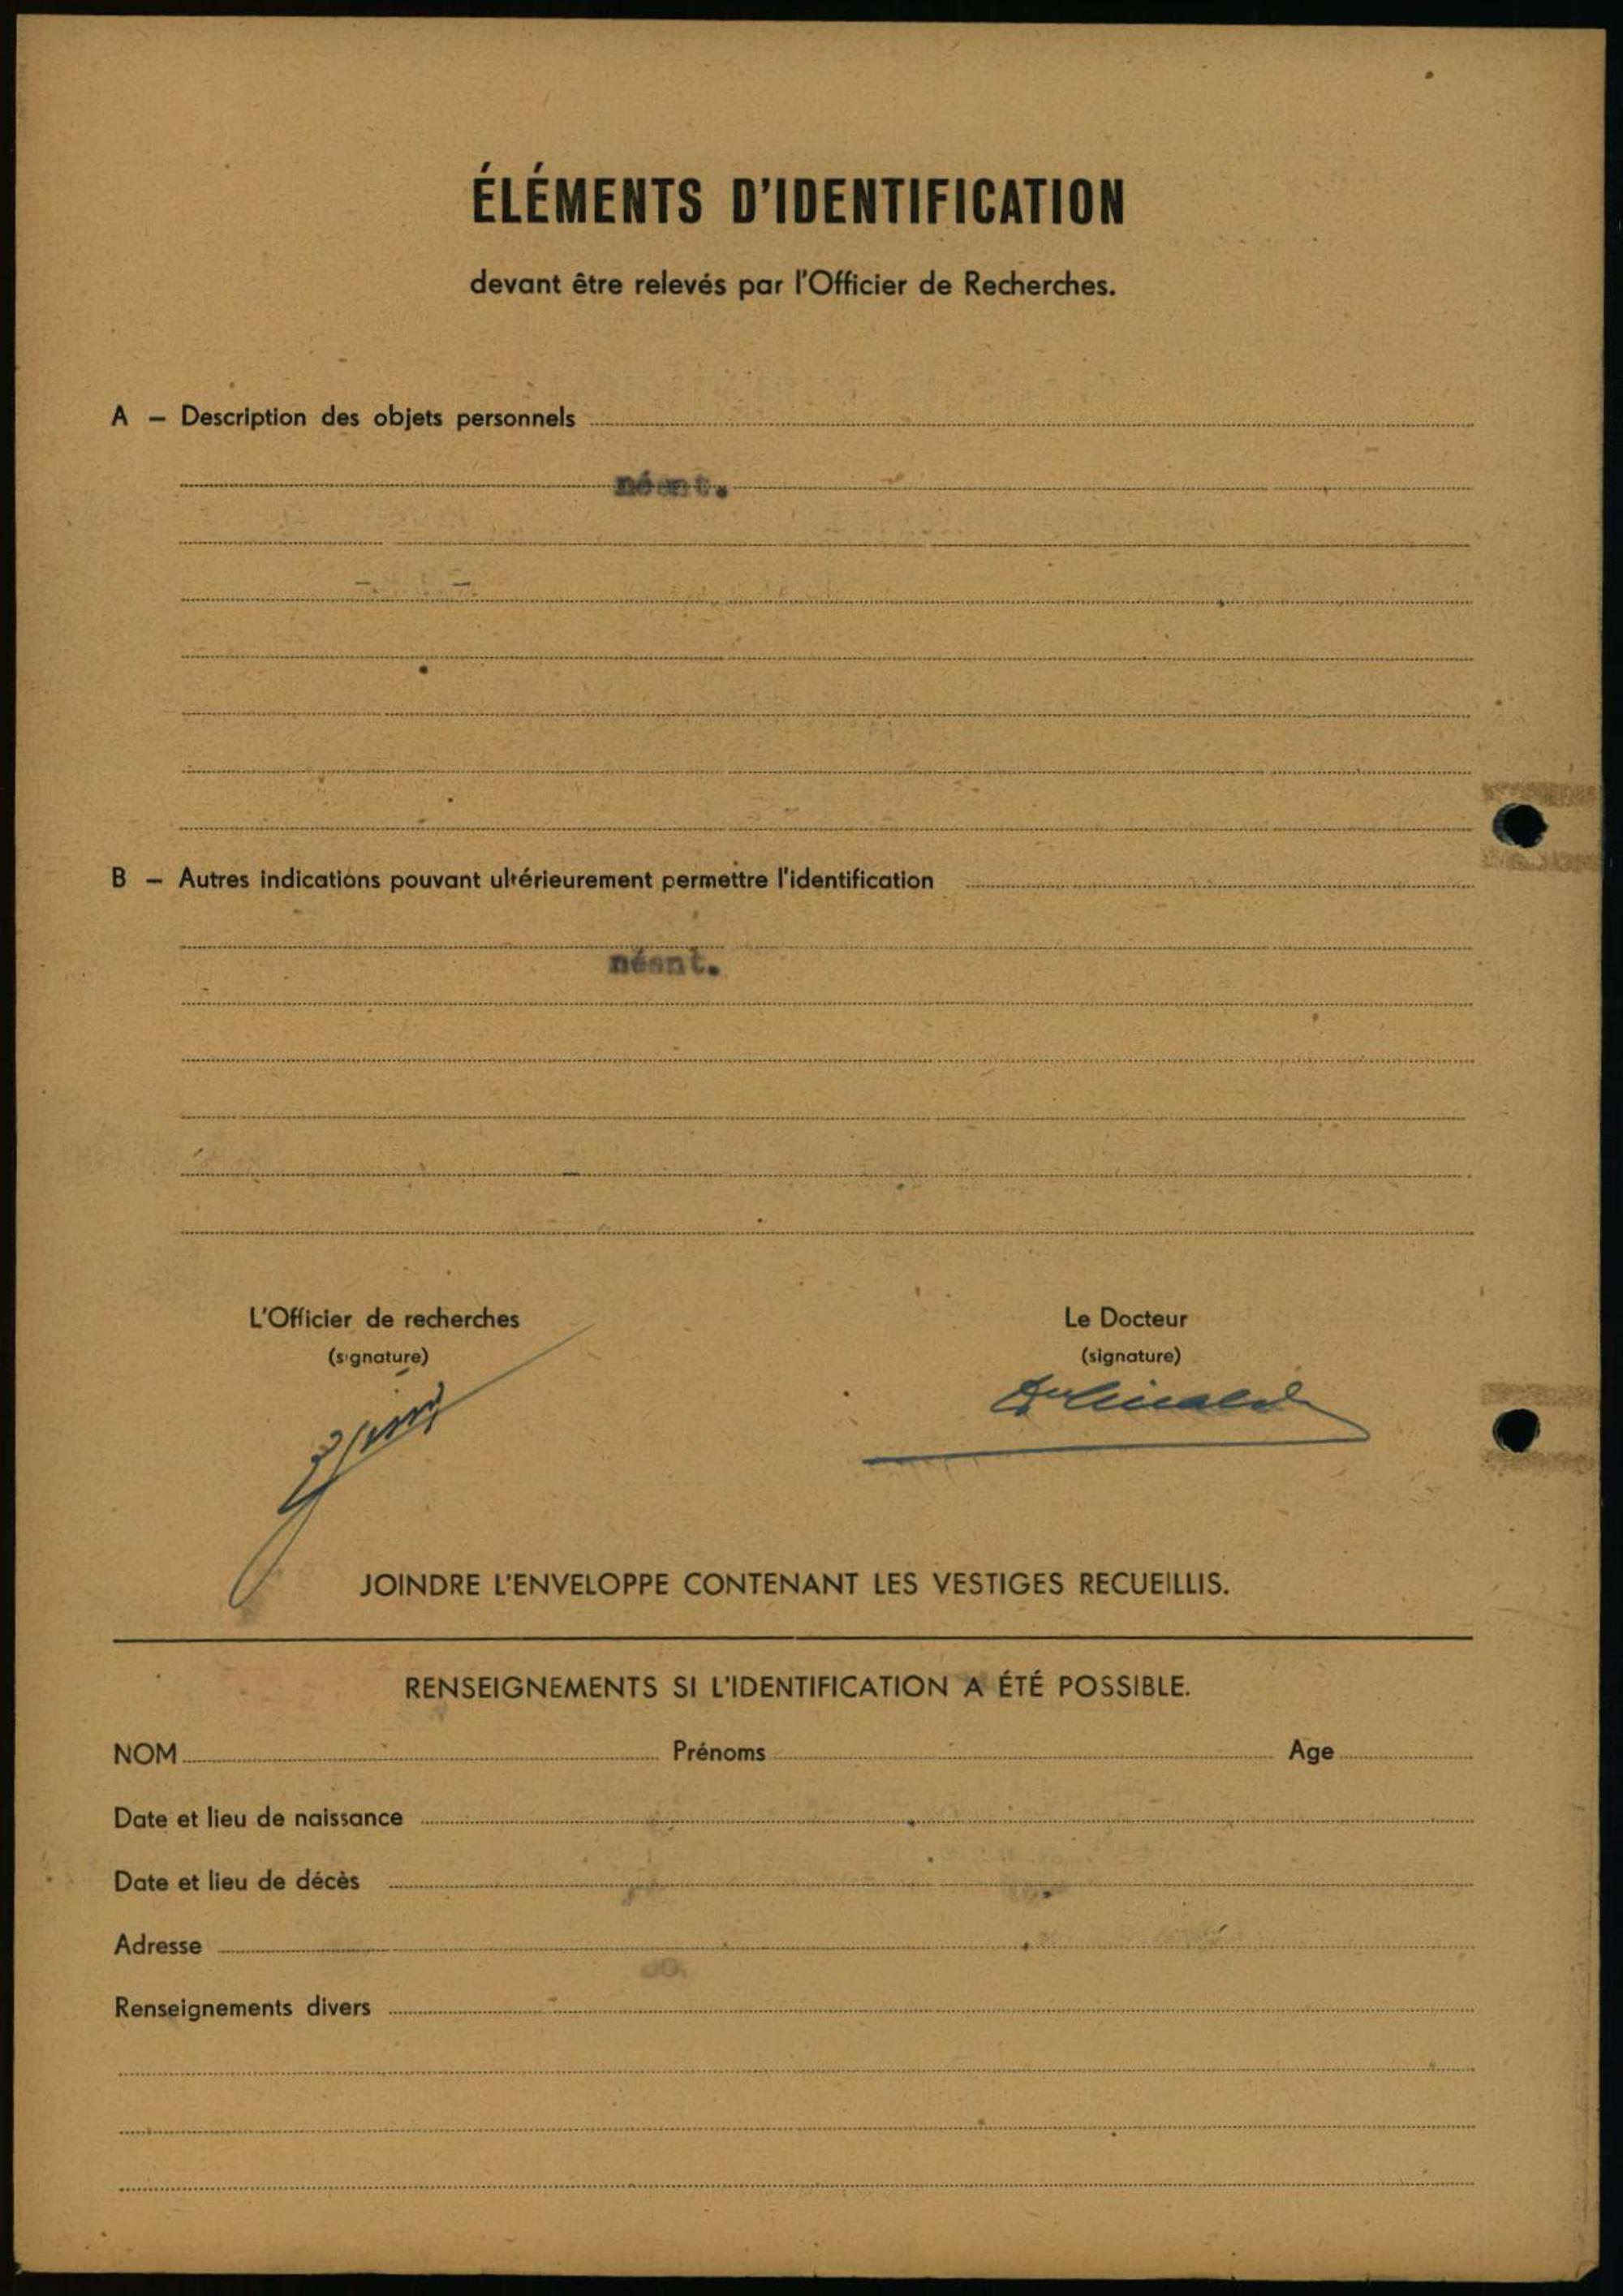 ÉLÉMENTS D'IDENTIFICATION
devant être relevés par l'Officier de Recherches.
A — Description des objets personnels
néant.
B — Autres indications pouvant ultérieurement permettre l'identification
néant.
L'Officier de recherches
Le Docteur
(signature)
(signature)
JOINDRE L'ENVELOPPE CONTENANT LES VESTIGES RECUEILLIS.
RENSEIGNEMENTS SI L'IDENTIFICATION A ÉTÉ POSSIBLE.
NOM Prénoms Age
Date et lieu de naissance
Date et lieu de décès
Adresse
Renseignements divers